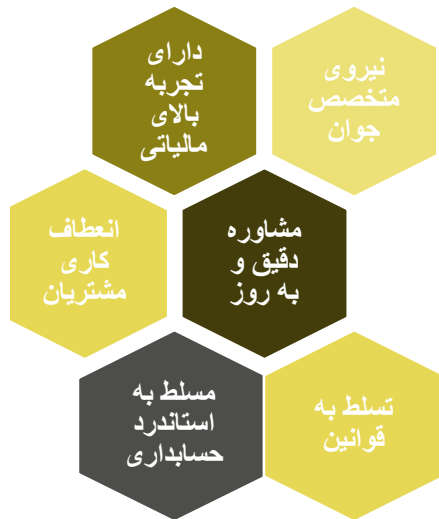 نیروی
متخصص
جوان
دارای
تجربه
بالای
مالیاتی
مشاوره
دقیق و
به روز
انعطاف
کاری
مشتریان
تسلط به
قوانین
مسلط به
استاندرد
حسابداری